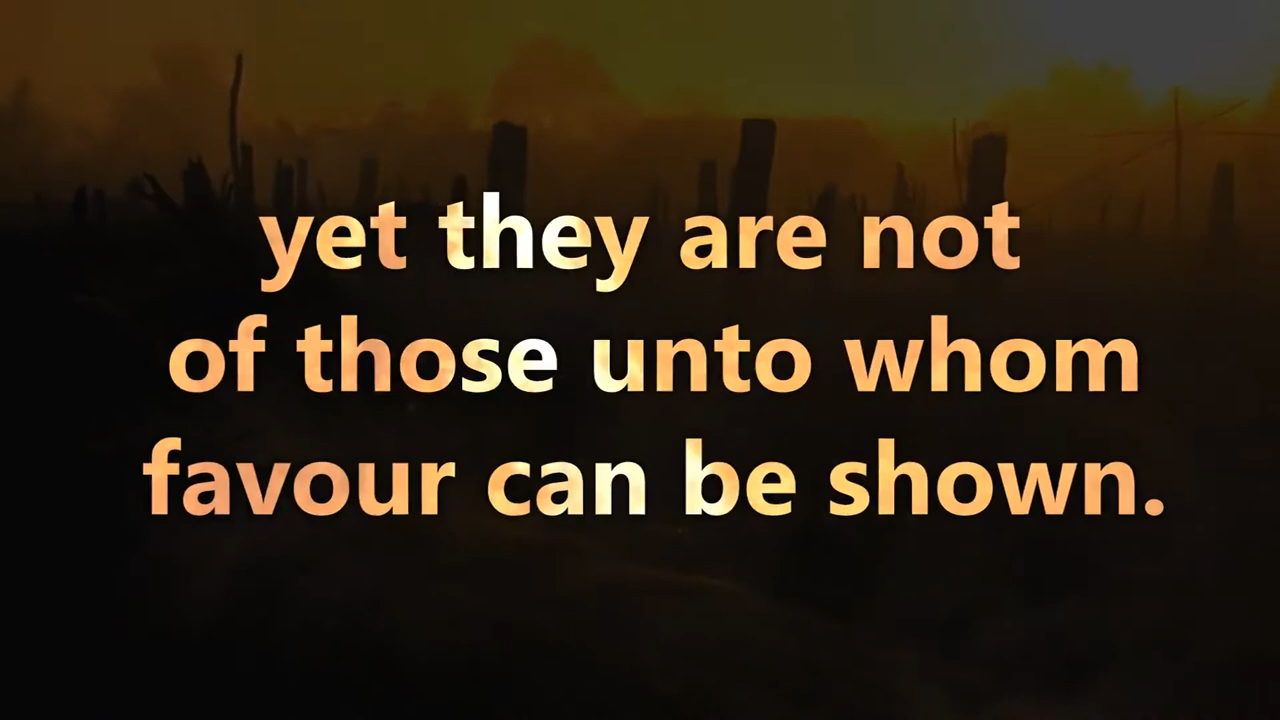 yet they are not
of those unto whom
favour can be shown.